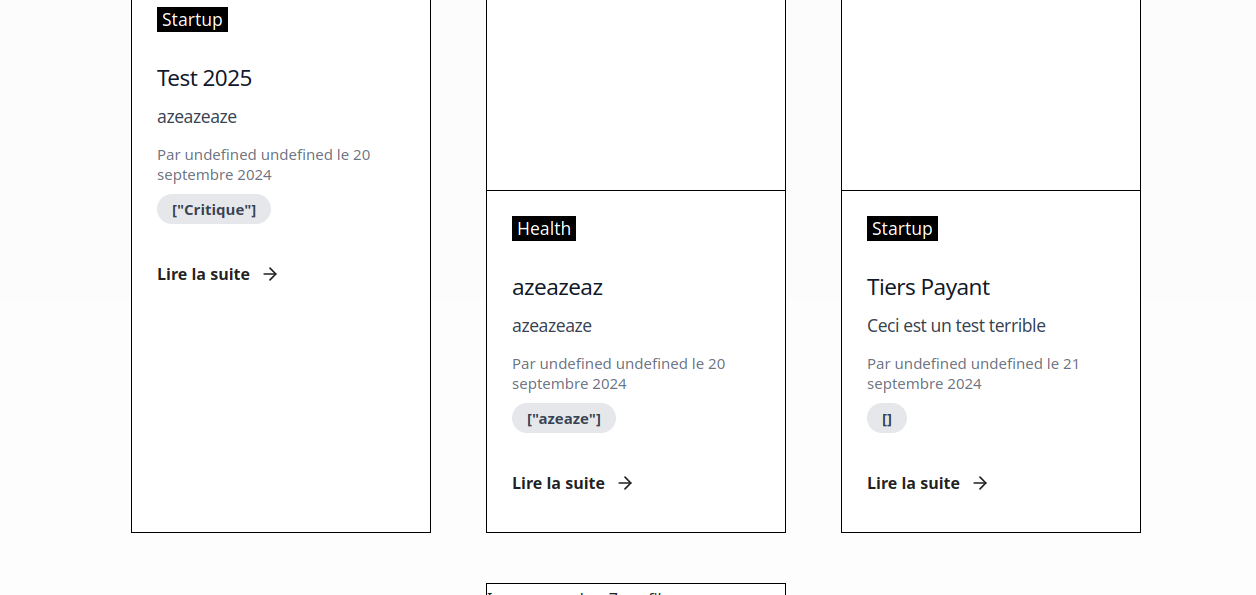 Startup
Test 2025
azeazeaze
Par undefined undefined le 20
septembre 2024
["Critique"]
Lire la suite
Health
azeazeaz
azeazeaze
Par undefined undefined le 20
septembre 2024
["azeaze"]
Lire la suite
Startup
Tiers Payant
Ceci est un test terrible
Par undefined undefined le 21
septembre 2024
[]
Lire la suite